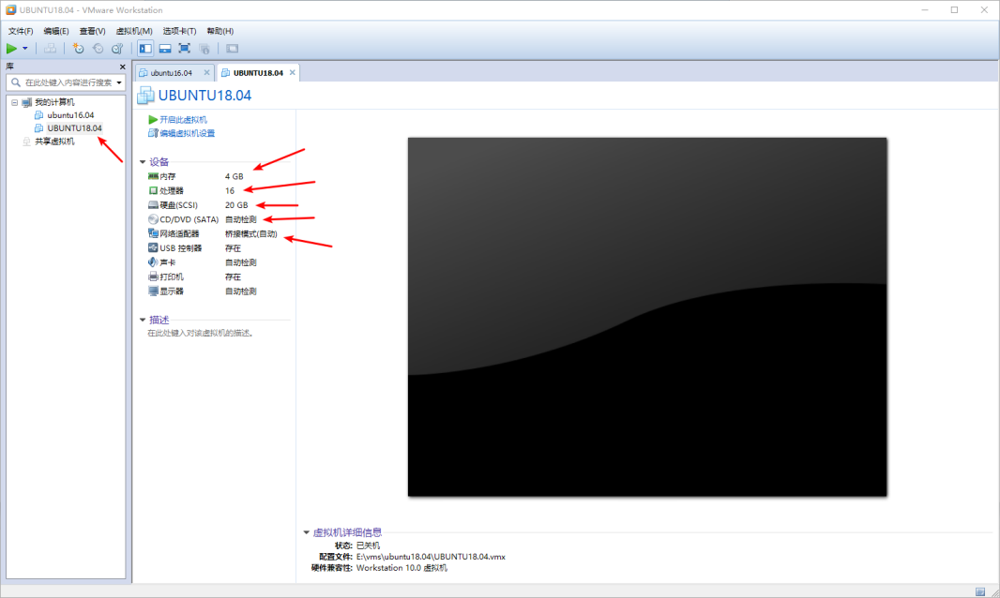 UBUNTU18.04 - VMware Workstation
文件(F) 编辑(E) 查看(V) 虚拟机(M) 选项卡(T) 帮助(H)
库
在此处键入内容进行搜索
我的计算机
ubuntu16.04
UBUNTU18.04
共享虚拟机
ubuntu16.04 UBUNTU18.04
UBUNTU18.04
开启此虚拟机
编辑虚拟机设置
设备
内存 4 GB
处理器 16
硬盘(SCSI) 20 GB
CD/DVD (SATA) 自动检测
网络适配器 桥接模式(自动)
USB 控制器 存在
声卡 自动检测
打印机 存在
显示器 自动检测
描述
在此处键入对该虚拟机的描述。
虚拟机详细信息
状态: 已关机
配置文件: E:\vms\ubuntu18.04\UBUNTU18.04.vmx
硬件兼容性: Workstation 10.0 虚拟机